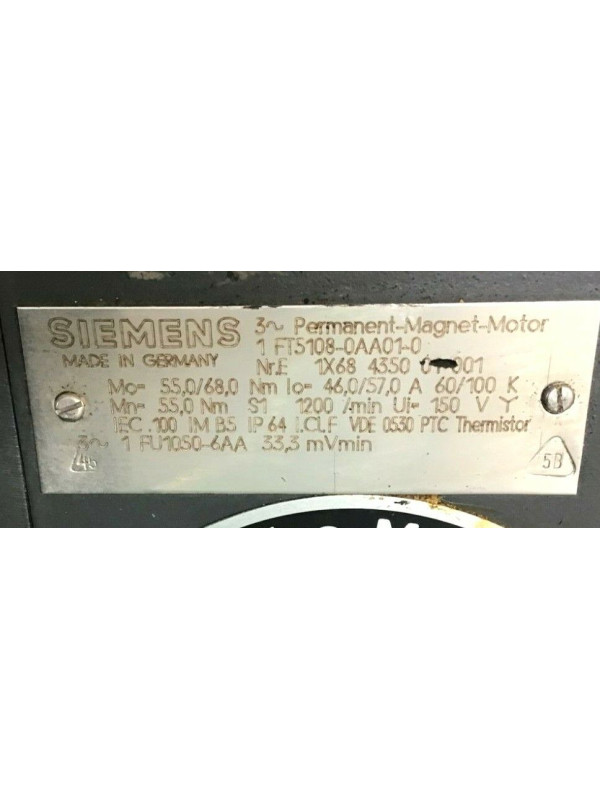 SIEMENS 3~ Permanent-Magnet-Motor
1 FT5108-0AA01-0
MADE IN GERMANY Nr.E 1X68 4350 001
Mo= 55,0/68,0 Nm Io= 46,0/57,0 A 60/100 K
Mn= 55,0 Nm S1 1200 /min Ui= 150 V Y
IEC .100 IM B5 IP 64 I.CL.F VDE 0530 PTC Thermistor
3~ 1 FU1050-6AA 33,3 mVmin
5B